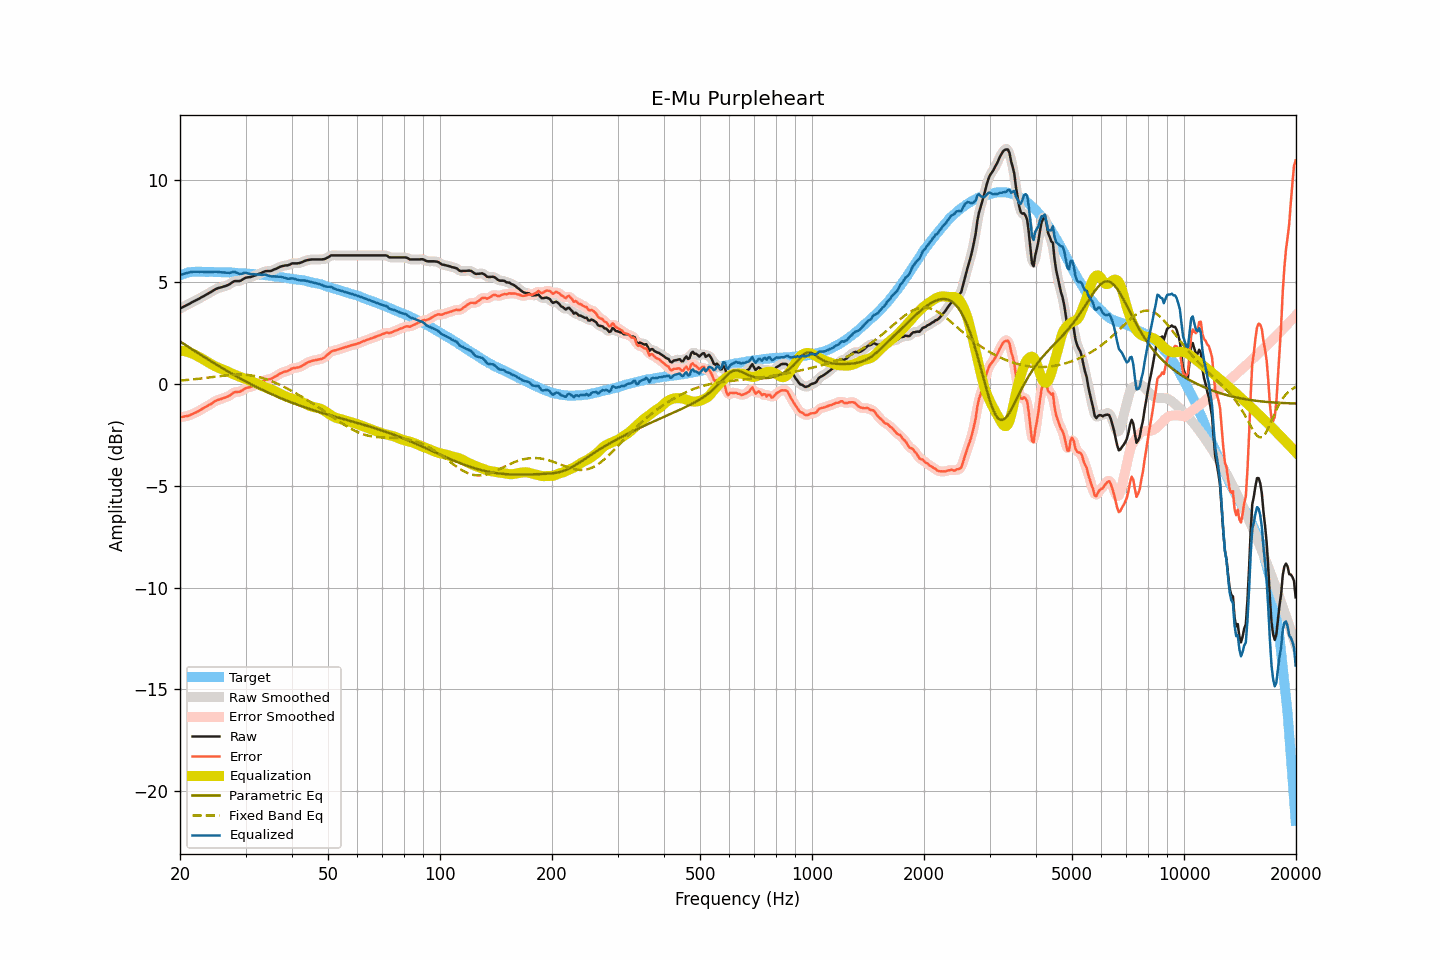 E-Mu Purpleheart
Amplitude (dBr)
10
5
0
−5
−10
−15
−20
Target
Raw Smoothed
Error Smoothed
Raw
Error
Equalization
Parametric Eq
Fixed Band Eq
Equalized
20 50 100 200 500 1000 2000 5000 10000 20000
Frequency (Hz)